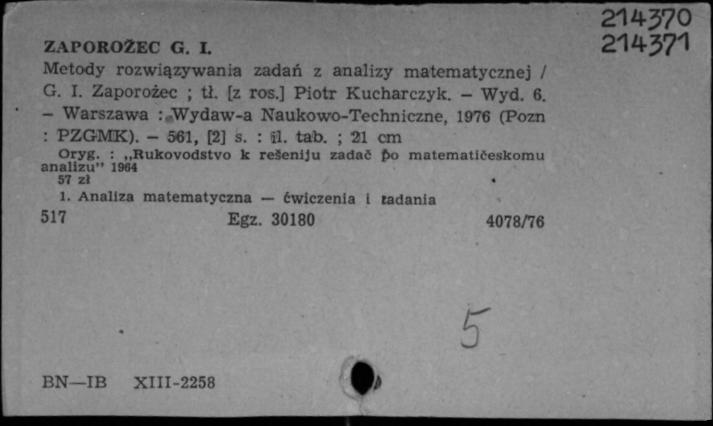 214370
214371
ZAPOROŽEC G. I.
Metody rozwiązywania zadań z analizy matematycznej /
G. I. Zaporożec ; tł. [z ros.] Piotr Kucharczyk. — Wyd. 6.
— Warszawa : Wydaw-a Naukowo-Techniczne, 1976 (Pozn
: PZGMK). — 561, [2] s. : il. tab. ; 21 cm
Oryg. : „Rukovodstvo k rešeniju zadač po matematičeskomu
analizu" 1964
57 zł
1. Analiza matematyczna — ćwiczenia i zadania
517 Egz. 30180 4078/76
5
BN—IB XIII-2258